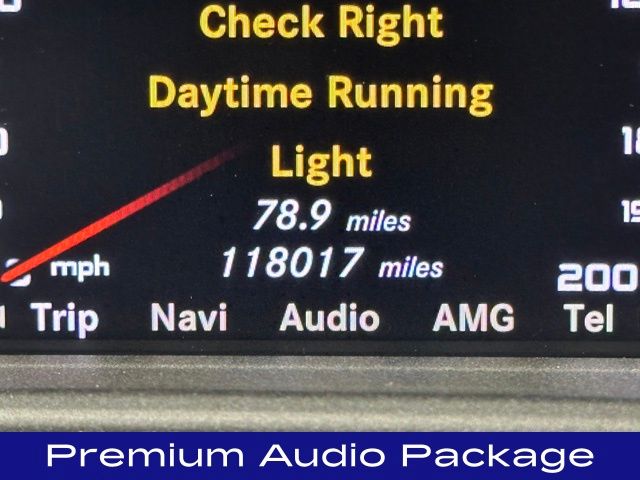 Check Right
Daytime Running
Light
78.9 miles
118017 miles
mph
200
Trip Navi Audio AMG Tel
Premium Audio Package